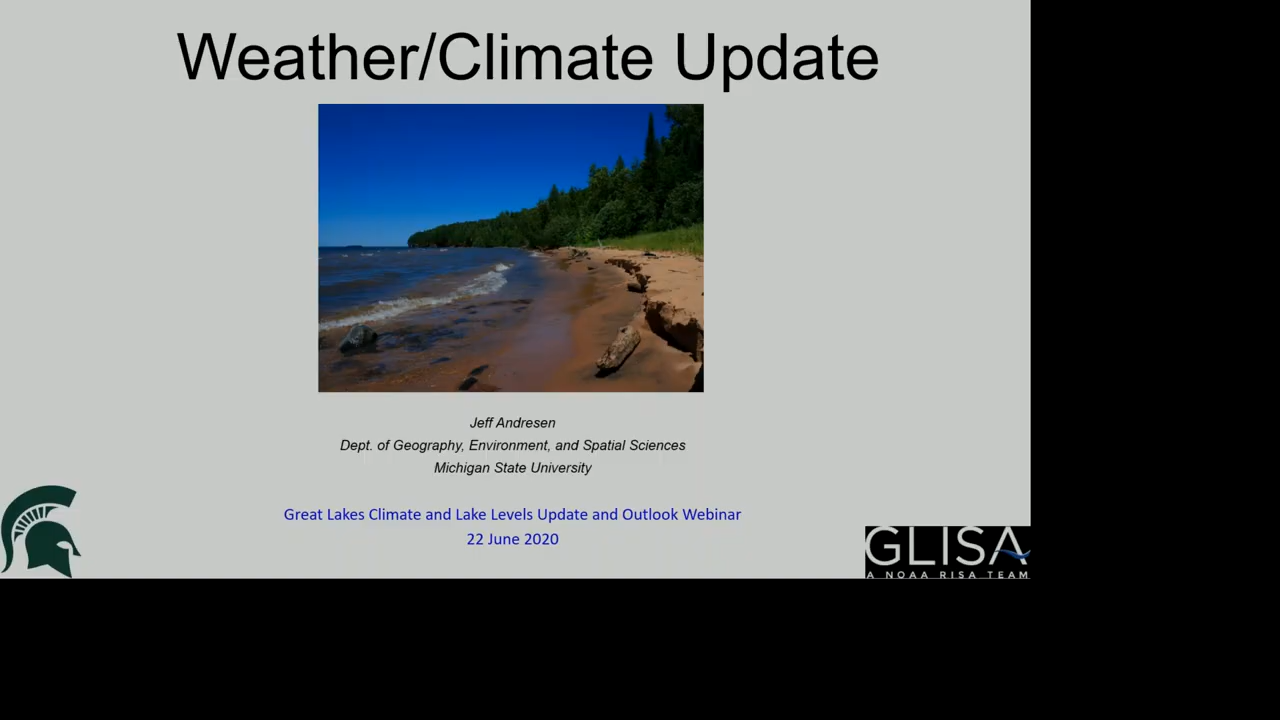 Weather/Climate Update
Jeff Andresen
Dept. of Geography, Environment, and Spatial Sciences
Michigan State University
Great Lakes Climate and Lake Levels Update and Outlook Webinar
22 June 2020
GLISA
A NOAA RISA TEAM